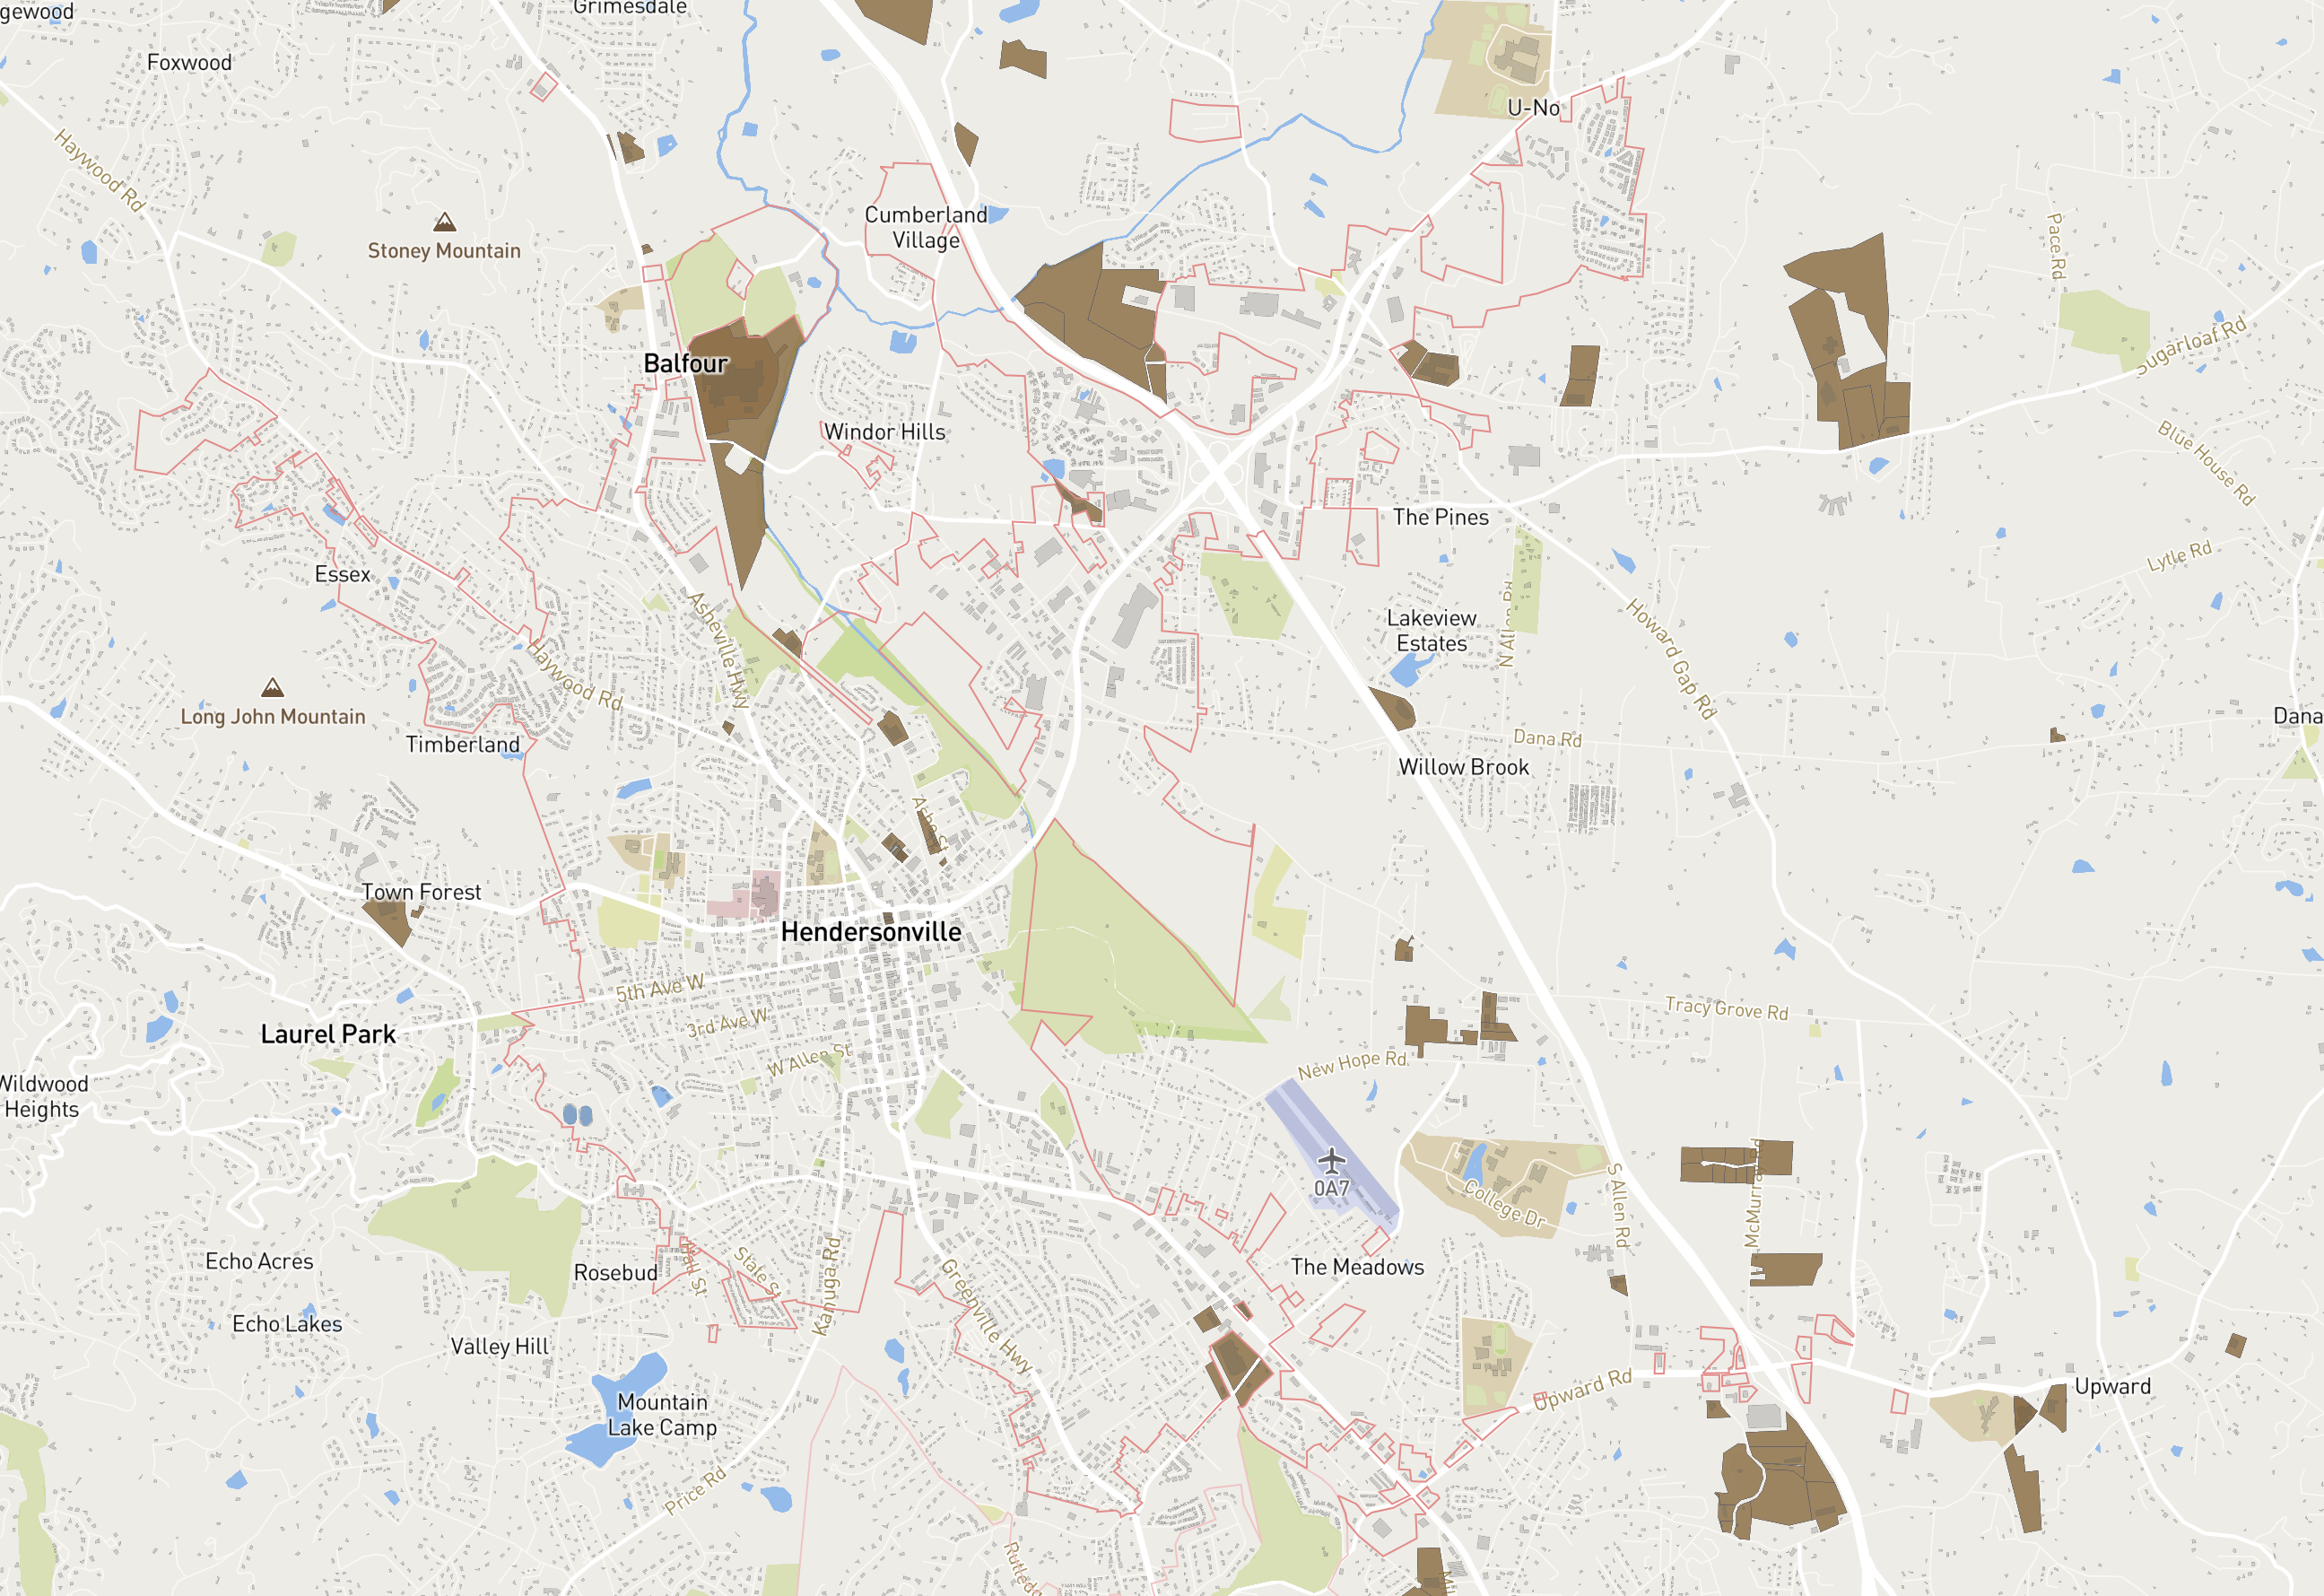 gewood
Grimesdale
Foxwood
U-No
Haywood Rd
Cumberland
Village
Stoney Mountain
Pace Rd
Sugarloaf Rd
Balfour
Windor Hills
Blue House Rd
The Pines
Lytle Rd
Essex
Asheville Hwy
Lakeview
Estates
N Allen Rd
Howard Gap Rd
Haywood Rd
Long John Mountain
Timberland
Dana
Dana Rd
Willow Brook
Ashe St
Town Forest
Hendersonville
5th Ave W
3rd Ave W
Tracy Grove Rd
Laurel Park
W Allen St
New Hope Rd
Wildwood
Heights
0A7
College Dr
S Allen Rd
McMurray Rd
Echo Acres
Rosebud
State St
Kanuga Rd
Greenville Hwy
The Meadows
Echo Lakes
Valley Hill
Upward Rd
Upward
Mountain
Lake Camp
Price Rd